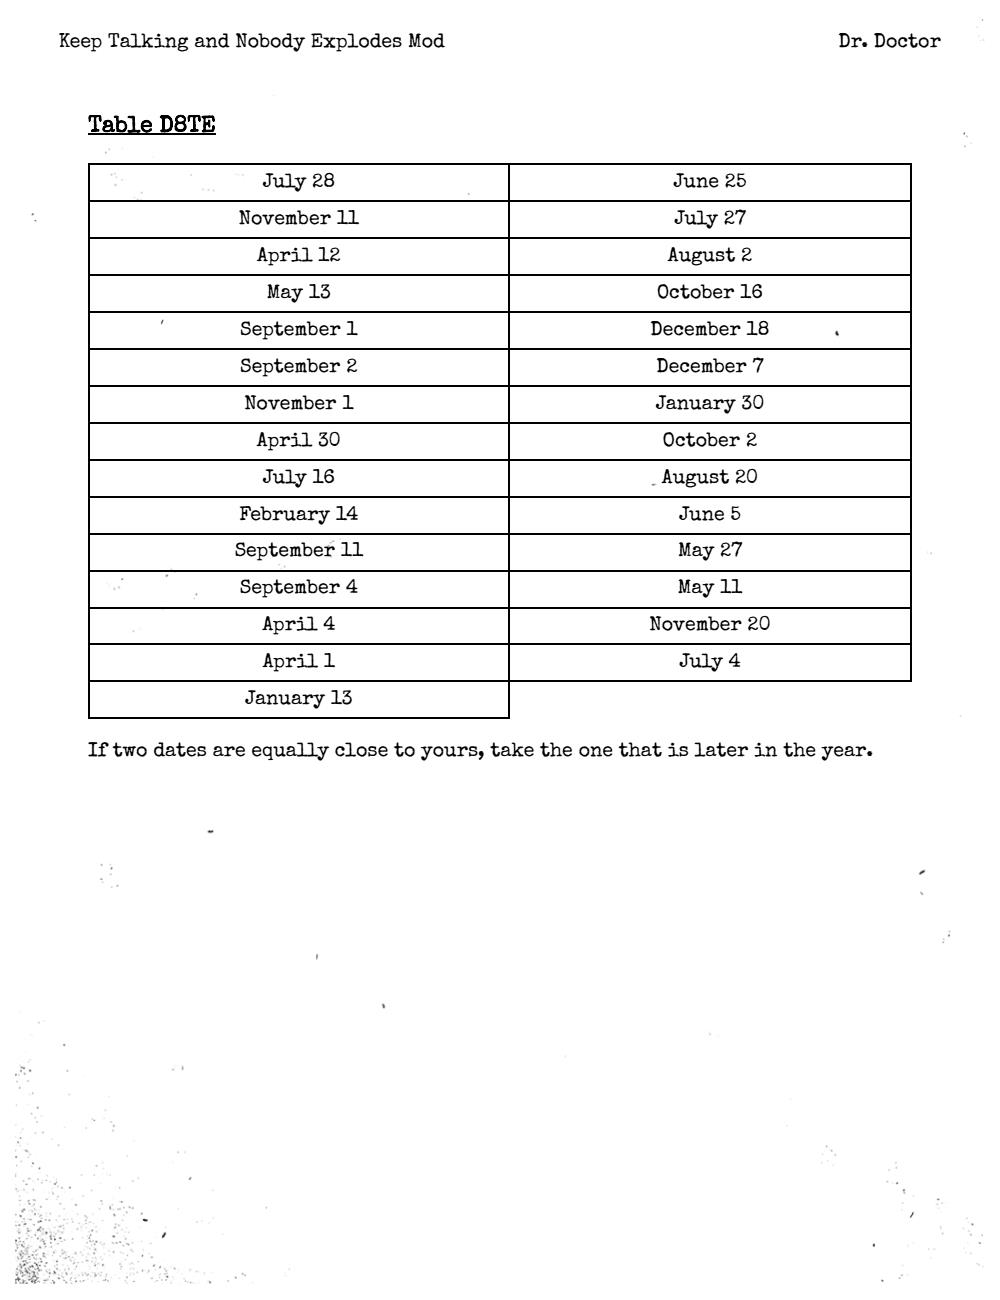 Keep Talking and Nobody Explodes Mod Dr. Doctor
Table D8TE
July 28 June 25
November 11 July 27
April 12 August 2
May 13 October 16
September 1 December 18
September 2 December 7
November 1 January 30
April 30 October 2
July 16 August 20
February 14 June 5
September 11 May 27
September 4 May 11
April 4 November 20
April 1 July 4
January 13
If two dates are equally close to yours, take the one that is later in the year.